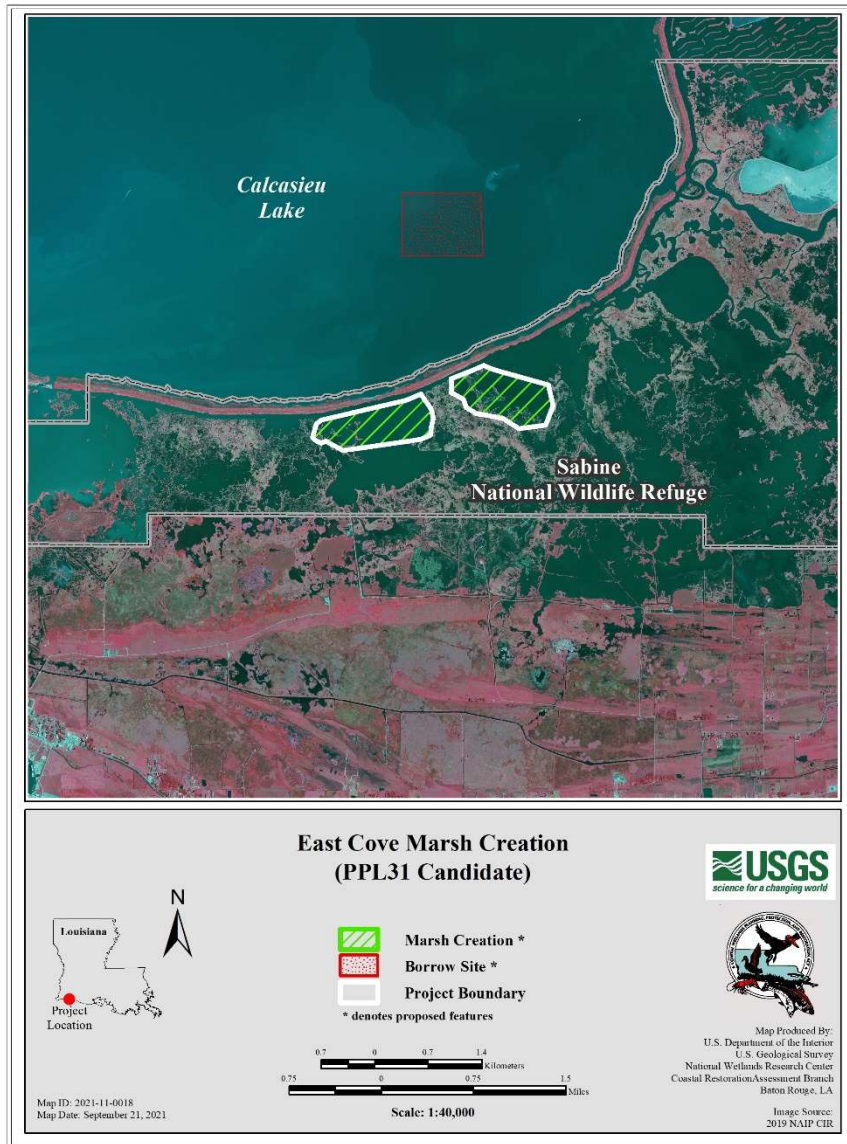 Calcasieu
Lake
Sabine
National Wildlife Refuge
East Cove Marsh Creation
(PPL31 Candidate)
USGS
science for a changing world
N
Louisiana
Project
Location
Marsh Creation *
Borrow Site *
Project Boundary
* denotes proposed features
0.7 0 0.7 1.4
Kilometers
0.75 0 0.75 1.5
Miles
Scale: 1:40,000
Map ID: 2021-11-0018
Map Date: September 21, 2021
Map Produced By:
U.S. Department of the Interior
U.S. Geological Survey
National Wetlands Research Center
Coastal RestorationAssessment Branch
Baton Rouge, LA
Image Source:
2019 NAIP CIR